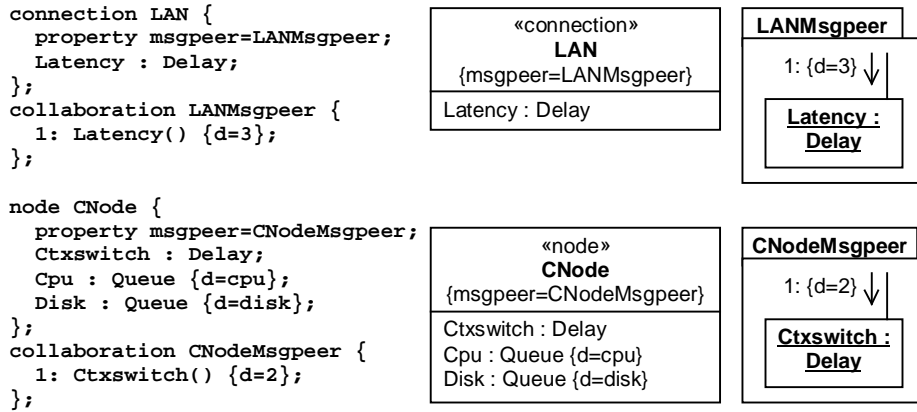 connection LAN {
property msgpeer=LANMsgpeer;
Latency : Delay;
};
collaboration LANMsgpeer {
1: Latency() {d=3};
};
«connection»
LAN
{msgpeer=LANMsgpeer}
Latency : Delay
LANMsgpeer
1: {d=3}
Latency :
Delay
node CNode {
property msgpeer=CNodeMsgpeer;
Ctxswitch : Delay;
Cpu : Queue {d=cpu};
Disk : Queue {d=disk};
};
collaboration CNodeMsgpeer {
1: Ctxswitch() {d=2};
};
«node»
CNode
{msgpeer=CNodeMsgpeer}
Ctxswitch : Delay
Cpu : Queue {d=cpu}
Disk : Queue {d=disk}
CNodeMsgpeer
1: {d=2}
Ctxswitch :
Delay